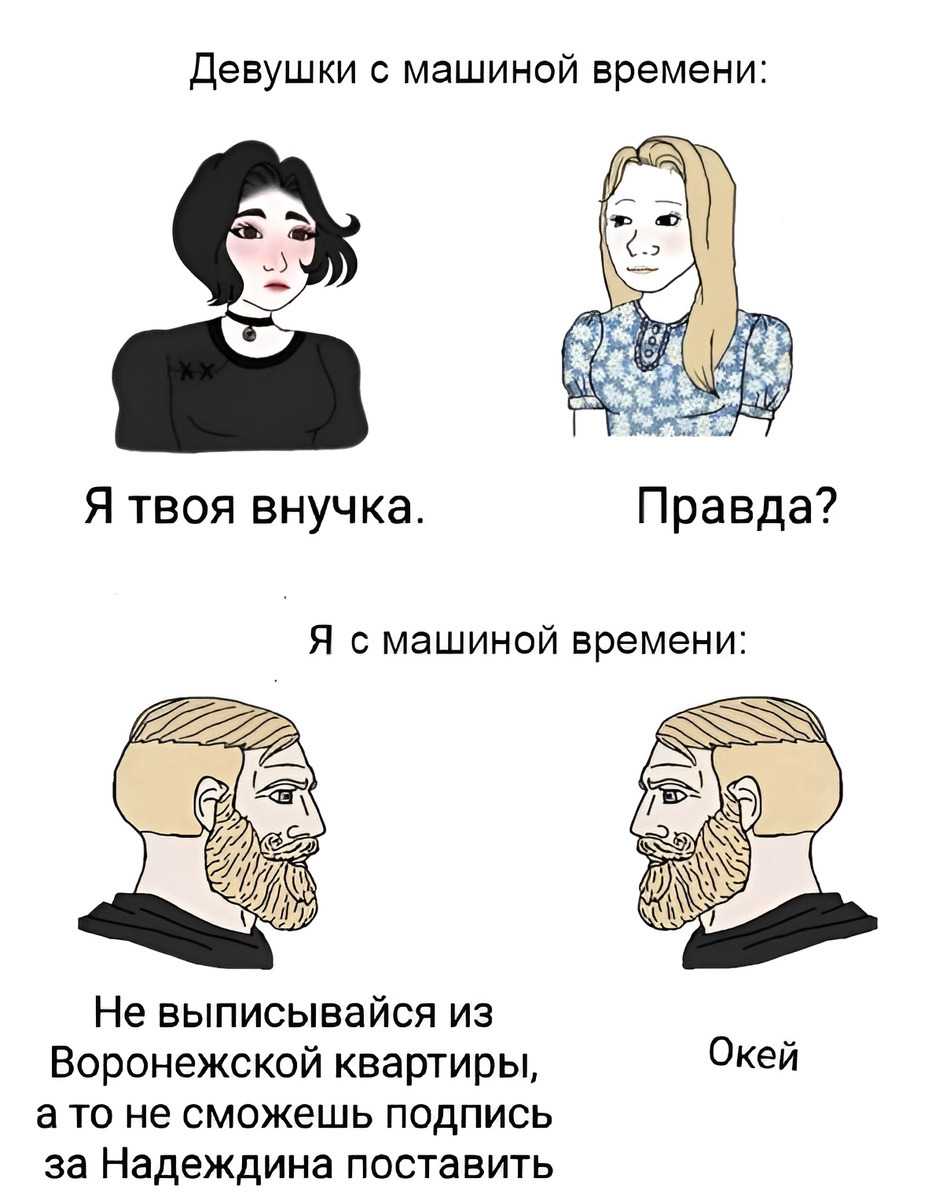 Девушки с машиной времени:
Я твоя внучка.
Правда?
Я с машиной времени:
Не выписывайся из
Воронежской квартиры,
а то не сможешь подпись
за Надеждина поставить
Окей